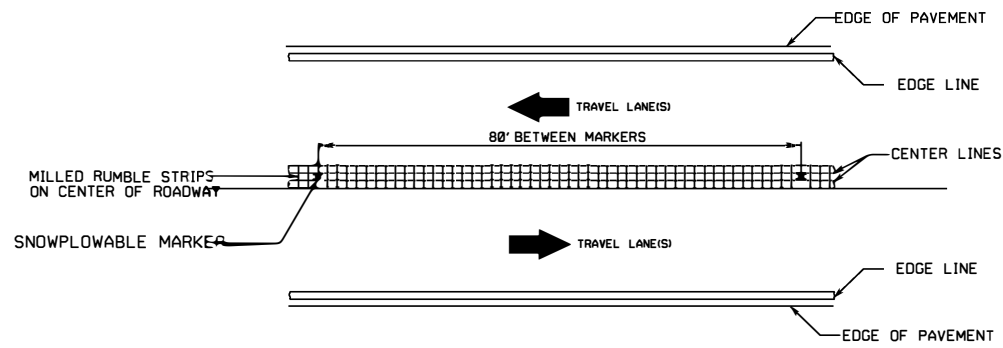 EDGE OF PAVEMENT
EDGE LINE
TRAVEL LANE(S)
80' BETWEEN MARKERS
CENTER LINES
MILLED RUMBLE STRIPS
ON CENTER OF ROADWAY
SNOWPLOWABLE MARKER
TRAVEL LANE(S)
EDGE LINE
EDGE OF PAVEMENT